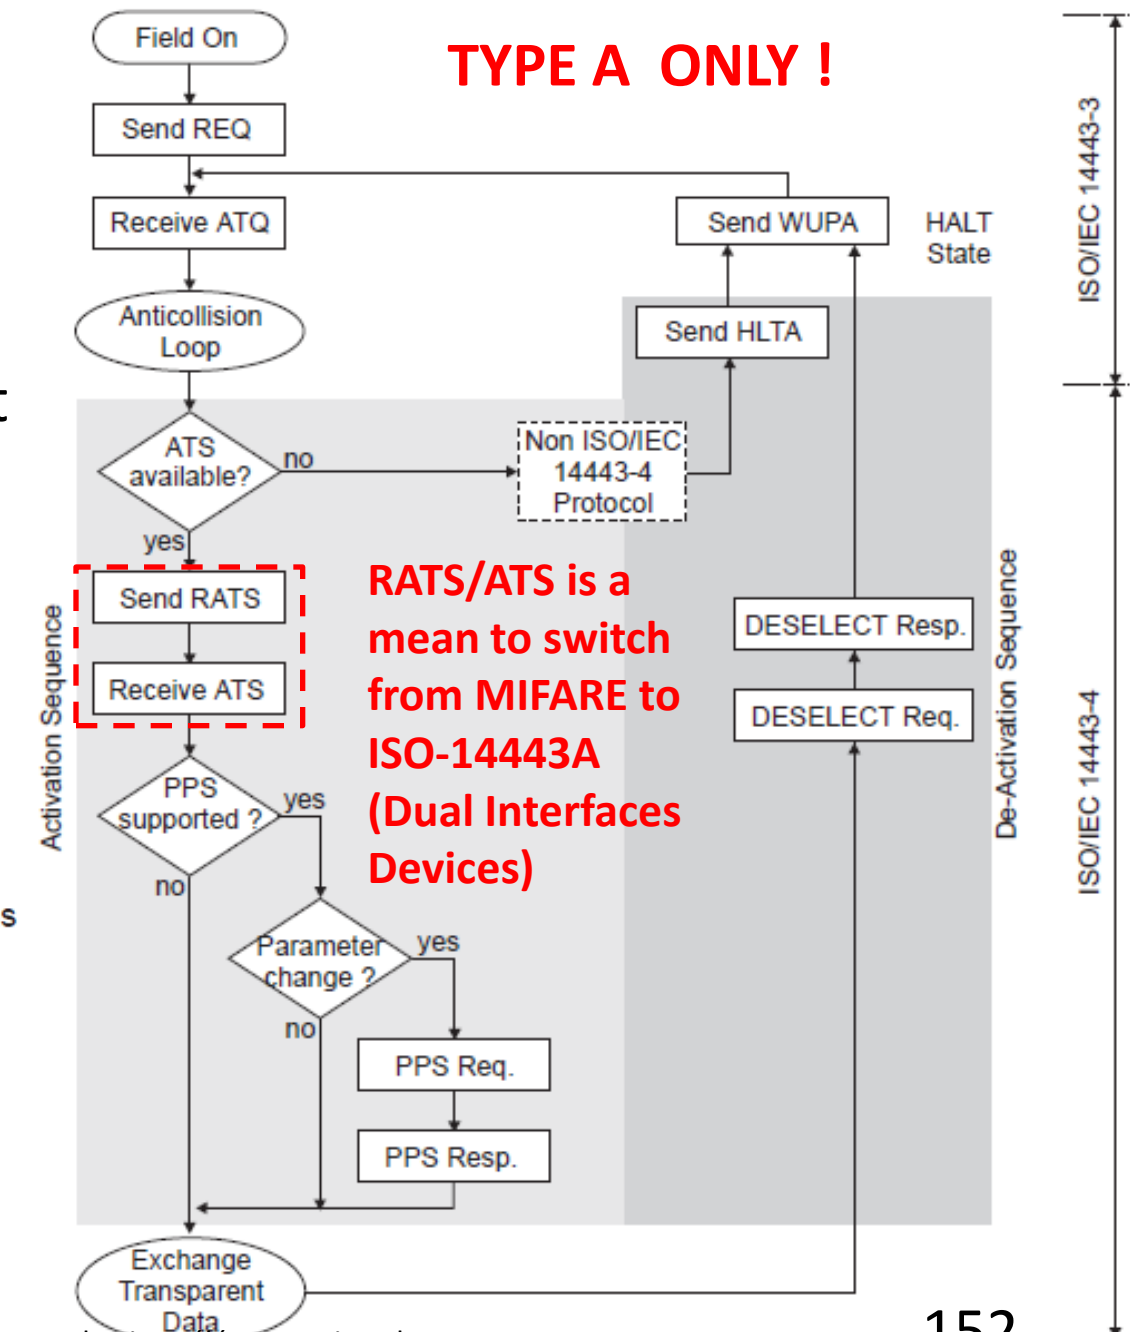 Field On
TYPE A ONLY !
Send REQ
Receive ATQ
Send WUPA
HALT
State
ISO/IEC 14443-3
Anticollision
Loop
Send HLTA
t
ATS
available?
no
Non ISO/IEC
14443-4
Protocol
yes
Send RATS
Receive ATS
RATS/ATS is a
mean to switch
from MIFARE to
ISO-14443A
(Dual Interfaces
Devices)
DESELECT Resp.
DESELECT Req.
Activation Sequence
De-Activation Sequence
ISO/IEC 14443-4
PPS
supported ?
yes
no
s
Parameter
change ?
yes
no
PPS Req.
PPS Resp.
Exchange
Transparent
Data
152